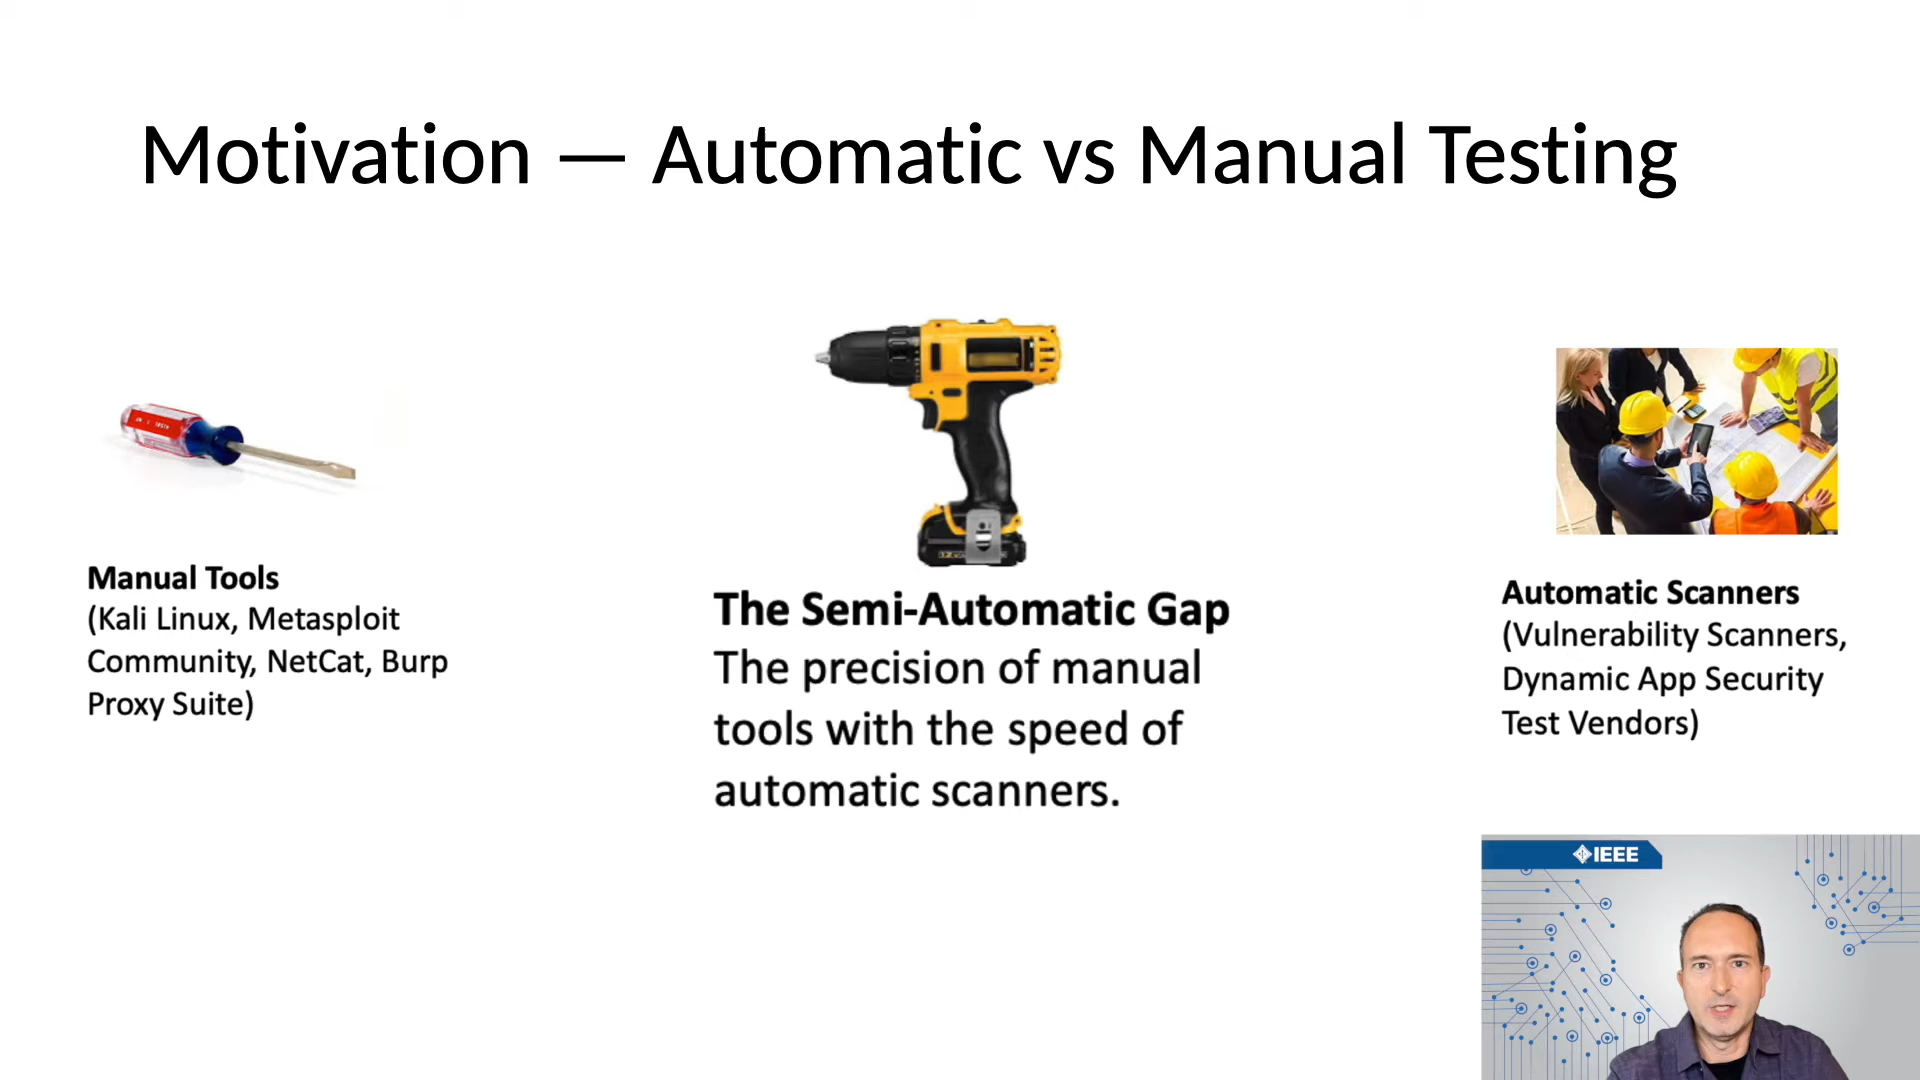 Motivation — Automatic vs Manual Testing
Manual Tools
(Kali Linux, Metasploit
Community, NetCat, Burp
Proxy Suite)
The Semi-Automatic Gap
The precision of manual
tools with the speed of
automatic scanners.
Automatic Scanners
(Vulnerability Scanners,
Dynamic App Security
Test Vendors)
IEEE